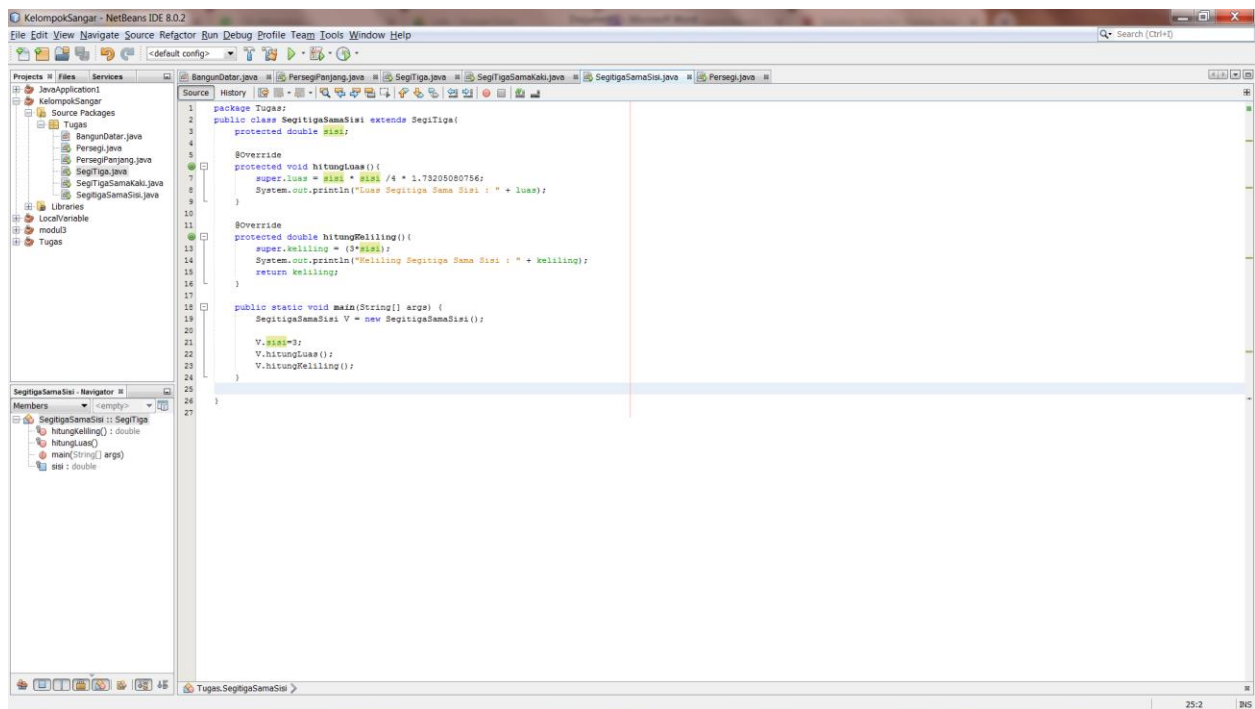 KelompokSangar - NetBeans IDE 8.0.2
File Edit View Navigate Source Refactor Run Debug Profile Team Tools Window Help
Search (Ctrl+I)
<default config>
Projects Files Services
BangunDatar.java PersegiPanjang.java SegiTiga.java SegiTigaSamaKaki.java SegitigaSamaSisi.java Persegi.java
JavaApplication1
KelompokSangar
Source Packages
Tugas
BangunDatar.java
Persegi.java
PersegiPanjang.java
SegiTiga.java
SegiTigaSamaKaki.java
SegitigaSamaSisi.java
Libraries
LocalVariable
modul3
Tugas
Source History
1 package Tugas;
2 public class SegitigaSamaSisi extends SegiTiga{
3 protected double sisi;
4
5 @Override
protected void hitungLuas(){
7 super.luas = sisi * sisi /4 * 1.73205080756;
8 System.out.println("Luas Segitiga Sama Sisi : " + luas);
9 }
10
11 @Override
protected double hitungKeliling(){
13 super.keliling = (3*sisi);
14 System.out.println("Keliling Segitiga Sama Sisi : " + keliling);
15 return keliling;
16 }
17
18 public static void main(String[] args) {
19 SegitigaSamaSisi V = new SegitigaSamaSisi();
20
21 V.sisi=3;
22 V.hitungLuas();
23 V.hitungKeliling();
24 }
25
26 }
27
SegitigaSamaSisi - Navigator
Members <empty>
SegitigaSamaSisi :: SegiTiga
hitungKeliling() : double
hitungLuas()
main(String[] args)
sisi : double
Tugas.SegitigaSamaSisi
25:2 INS